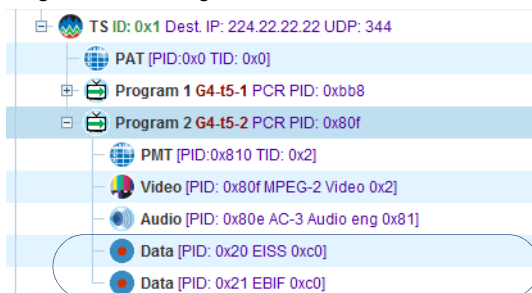 TS ID: 0x1 Dest. IP: 224.22.22.22 UDP: 344
PAT [PID:0x0 TID: 0x0]
Program 1 G4-t5-1 PCR PID: 0xbb8
Program 2 G4-t5-2 PCR PID: 0x80f
PMT [PID:0x810 TID: 0x2]
Video [PID: 0x80f MPEG-2 Video 0x2]
Audio [PID: 0x80e AC-3 Audio eng 0x81]
Data [PID: 0x20 EISS 0xc0]
Data [PID: 0x21 EBIF 0xc0]